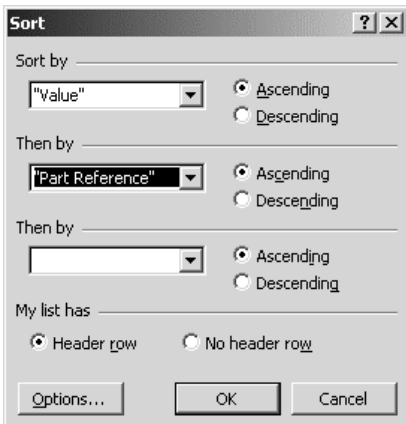 Sort
Sort by
"Value"
Ascending
Descending
Then by
"Part Reference"
Ascending
Descending
Then by
Ascending
Descending
My list has
Header row
No header row
Options...
OK
Cancel